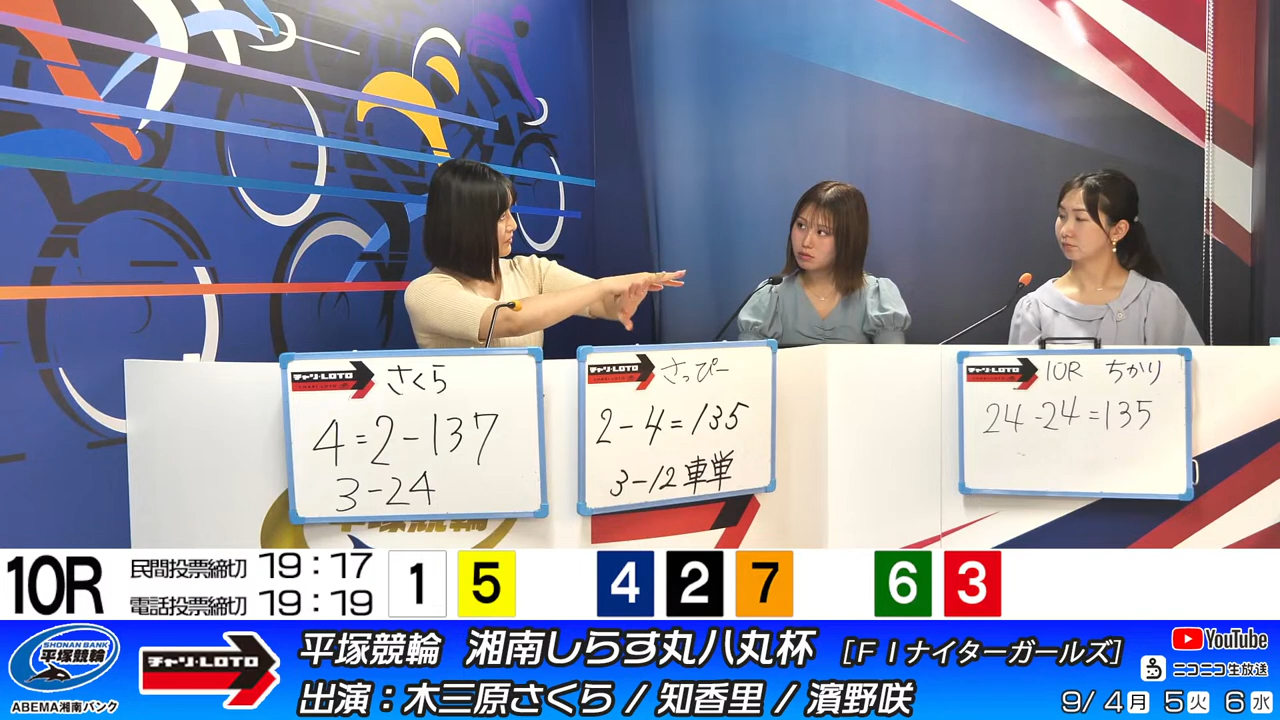 チャリ・LOTO
さくら
4=2-137
3-24
チャリ・LOTO
さっぴー
2-4=135
3-12車単
チャリ・LOTO
10R ちかり
24-24=135
平塚競輪
10R
民間投票締切 19:17
電話投票締切 19:19
1 5 4 2 7 6 3
SHONAN BANK
平塚競輪
ABEMA湘南バンク
チャリ・LOTO
平塚競輪 湘南しらす丸八丸杯 [FⅠナイターガールズ]
出演:木三原さくら / 知香里 / 濱野咲
YouTube
ニコニコ生放送
9/4月 5火 6水